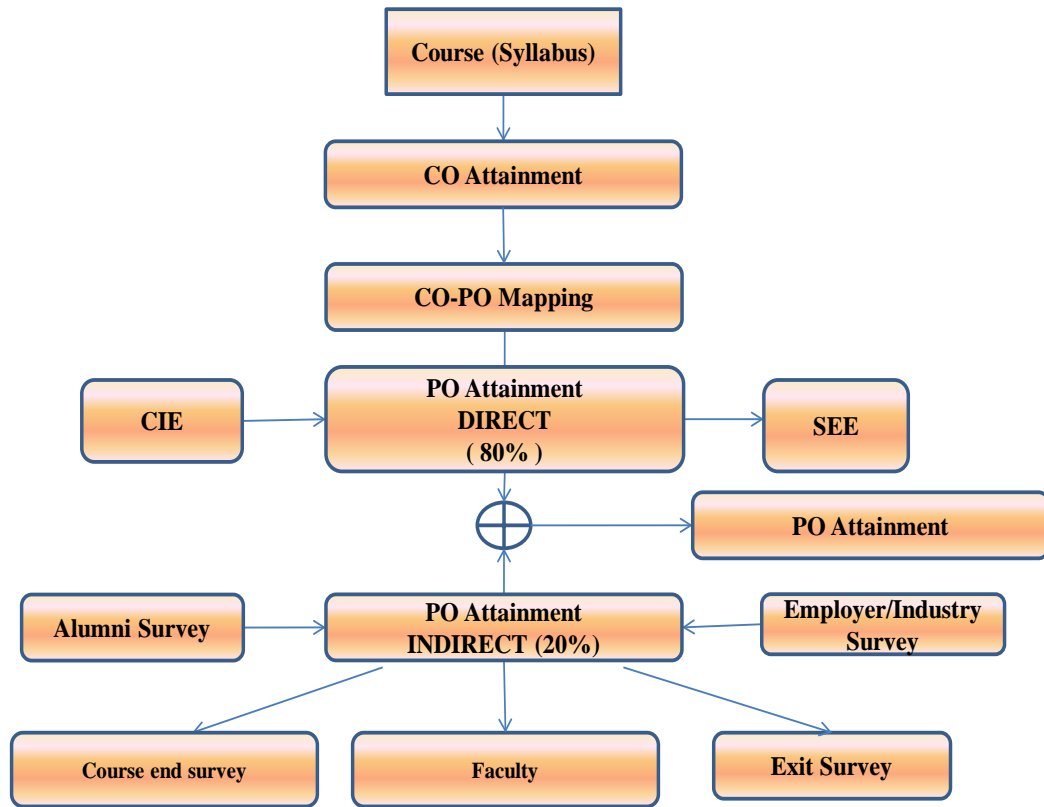 Course (Syllabus)
CO Attainment
CO-PO Mapping
PO Attainment
DIRECT
( 80% )
CIE
SEE
PO Attainment
PO Attainment
INDIRECT (20%)
Alumni Survey
Employer/Industry
Survey
Course end survey
Faculty
Exit Survey